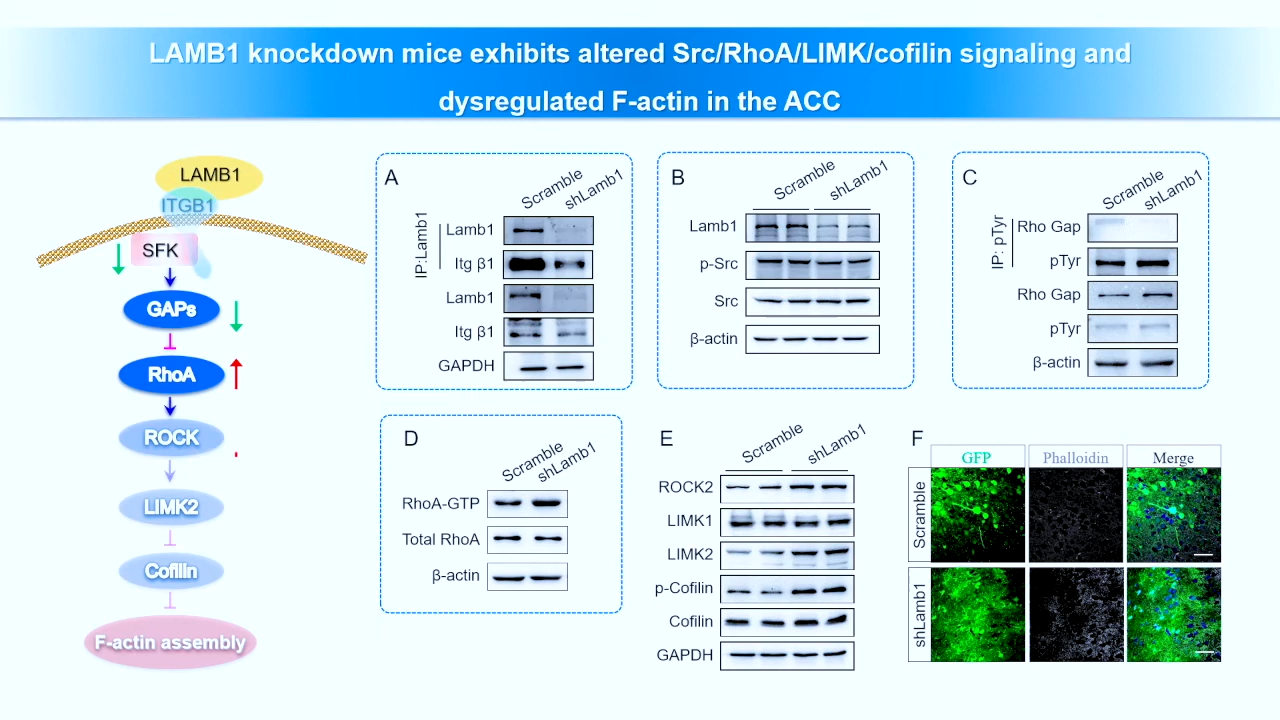 LAMB1 knockdown mice exhibits altered Src/RhoA/LIMK/cofilin signaling and
dysregulated F-actin in the ACC
LAMB1
ITGB1
SFK
GAPs
RhoA
ROCK
LIMK2
Cofilin
F-actin assembly
A
Scramble
shLamb1
IP:Lamb1
Lamb1
Itg β1
Lamb1
Itg β1
GAPDH
B
Scramble
shLamb1
Lamb1
p-Src
Src
β-actin
C
Scramble
shLamb1
IP: pTyr
Rho Gap
pTyr
Rho Gap
pTyr
β-actin
D
Scramble
shLamb1
RhoA-GTP
Total RhoA
β-actin
E
Scramble
shLamb1
ROCK2
LIMK1
LIMK2
p-Cofilin
Cofilin
GAPDH
F
GFP
Phalloidin
Merge
Scramble
shLamb1